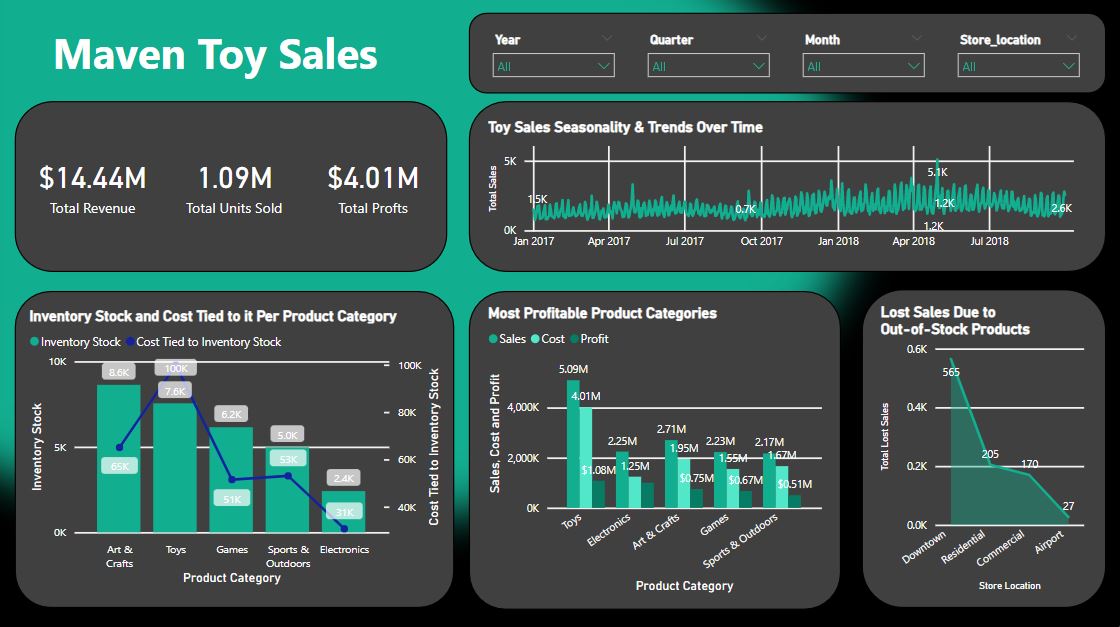 Maven Toy Sales
Year
Quarter
Month
Store_location
All
All
All
All
$14.44M
1.09M
$4.01M
Total Revenue
Total Units Sold
Total Profts
Toy Sales Seasonality & Trends Over Time
Total Sales
5K
0K
1.5K
0.7K
5.1K
1.2K
1.2K
2.6K
Jan 2017
Apr 2017
Jul 2017
Oct 2017
Jan 2018
Apr 2018
Jul 2018
Inventory Stock and Cost Tied to it Per Product Category
Inventory Stock
Cost Tied to Inventory Stock
Inventory Stock
10K
5K
0K
8.6K
100K
7.6K
6.2K
5.0K
2.4K
65K
51K
53K
31K
100K
80K
60K
40K
Cost Tied to Inventory Stock
Art &
Crafts
Toys
Games
Sports &
Outdoors
Electronics
Product Category
Most Profitable Product Categories
Sales
Cost
Profit
Sales, Cost and Profit
4,000K
2,000K
0K
5.09M
4.01M
$1.08M
2.25M
1.25M
2.71M
1.95M
$0.75M
2.23M
1.55M
$0.67M
2.17M
1.67M
$0.51M
Toys
Electronics
Art & Crafts
Games
Sports & Outdoors
Product Category
Lost Sales Due to
Out-of-Stock Products
Total Lost Sales
0.6K
0.4K
0.2K
0.0K
565
205
170
27
Downtown
Residential
Commercial
Airport
Store Location